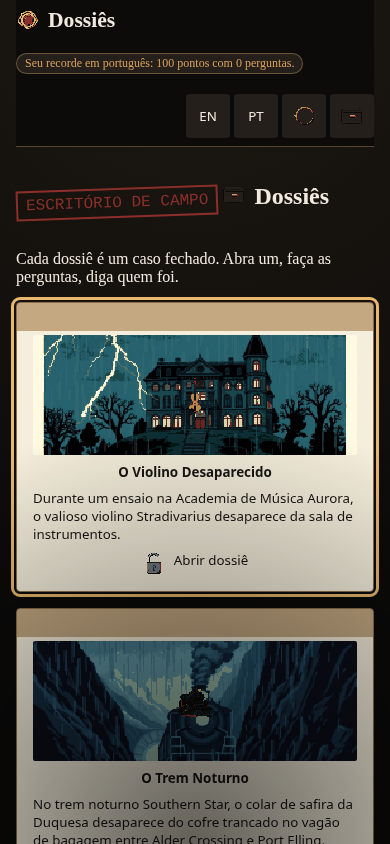 Dossiês
Seu recorde em português: 100 pontos com 0 perguntas.
EN
PT
ESCRITÓRIO DE CAMPO
Dossiês
Cada dossiê é um caso fechado. Abra um, faça as
perguntas, diga quem foi.
O Violino Desaparecido
Durante um ensaio na Academia de Música Aurora,
o valioso violino Stradivarius desaparece da sala de
instrumentos.
Abrir dossiê
O Trem Noturno
No trem noturno Southern Star, o colar de safira da
Duquesa desaparece do cofre trancado no vagão
de bagagem entre Alder Crossing e Port Elling.